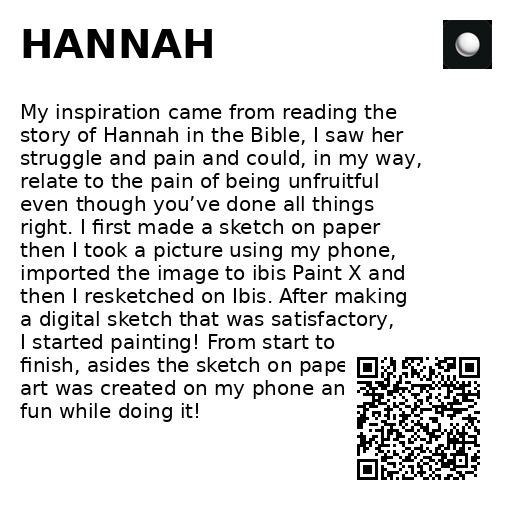 HANNAH
My inspiration came from reading the
story of Hannah in the Bible, I saw her
struggle and pain and could, in my way,
relate to the pain of being unfruitful
even though you’ve done all things
right. I first made a sketch on paper
then I took a picture using my phone,
imported the image to ibis Paint X and
then I resketched on Ibis. After making
a digital sketch that was satisfactory,
I started painting! From start to
finish, asides the sketch on pape
art was created on my phone an
fun while doing it!